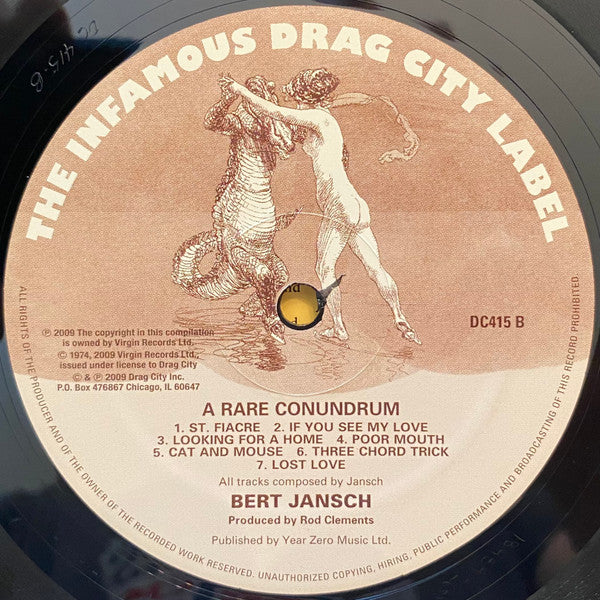 THE INFAMOUS DRAG CITY LABEL
DC415 B
℗ 2009 The copyright in this compilation
is owned by Virgin Records Ltd.
© 1974, 2009 Virgin Records Ltd.,
issued under license to Drag City
© & ℗ 2009 Drag City Inc.
P.O. Box 476867 Chicago, IL 60647
A RARE CONUNDRUM
1. ST. FIACRE 2. IF YOU SEE MY LOVE
3. LOOKING FOR A HOME 4. POOR MOUTH
5. CAT AND MOUSE 6. THREE CHORD TRICK
7. LOST LOVE
All tracks composed by Jansch
BERT JANSCH
Produced by Rod Clements
Published by Year Zero Music Ltd.
ALL RIGHTS OF THE PRODUCER AND OF THE OWNER OF THE RECORDED WORK RESERVED. UNAUTHORIZED COPYING, HIRING, PUBLIC PERFORMANCE AND BROADCASTING OF THIS RECORD PROHIBITED.
DC 415-B